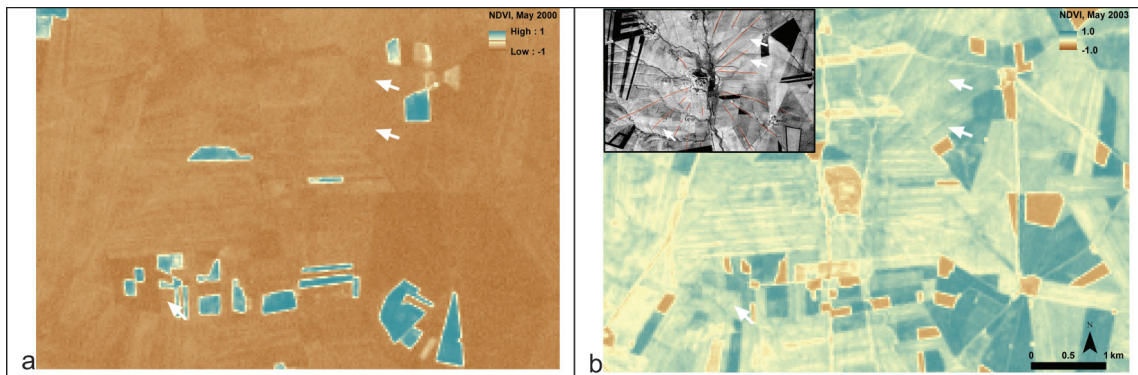 NDVI, May 2000
High : 1
Low : -1
a
NDVI, May 2003
1.0
-1.0
N
0 0.5 1 km
b